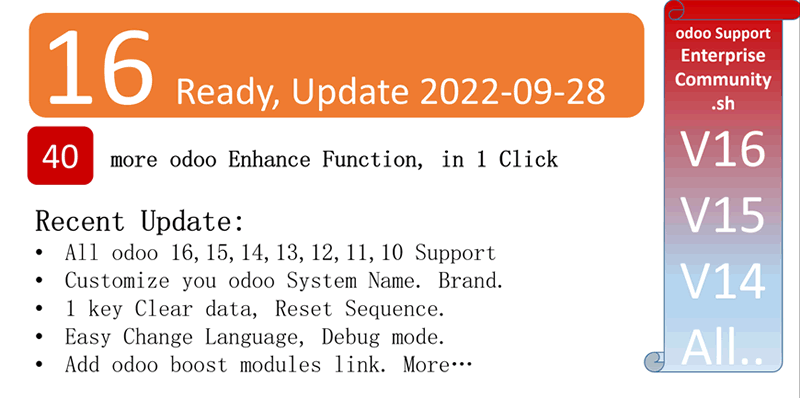 16 Ready, Update 2022-09-28
40 more odoo Enhance Function, in 1 Click
Recent Update:
• All odoo 16,15,14,13,12,11,10 Support
• Customize you odoo System Name. Brand.
• 1 key Clear data, Reset Sequence.
• Easy Change Language, Debug mode.
• Add odoo boost modules link. More…
odoo Support
Enterprise
Community
.sh
V16
V15
V14
All..